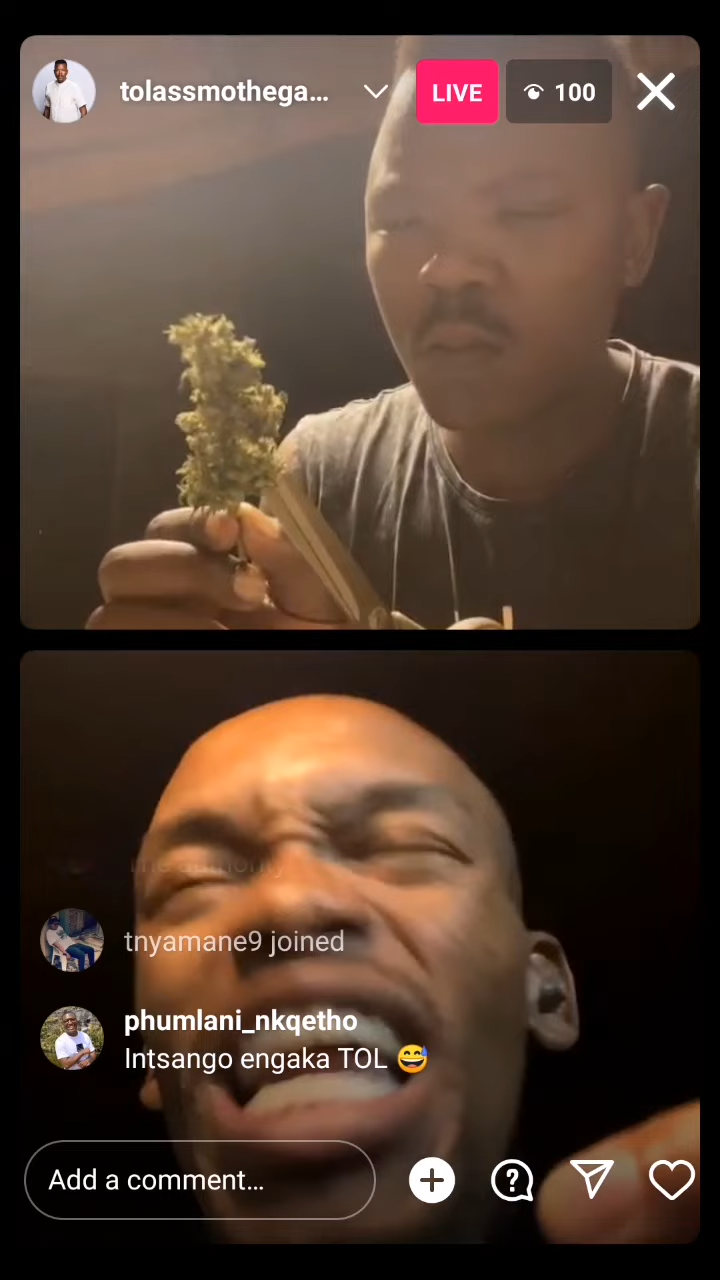 tolassmothega...
LIVE
100
tnyamane9 joined
phumlani_nkqetho
Intsango engaka TOL 😅
Add a comment...